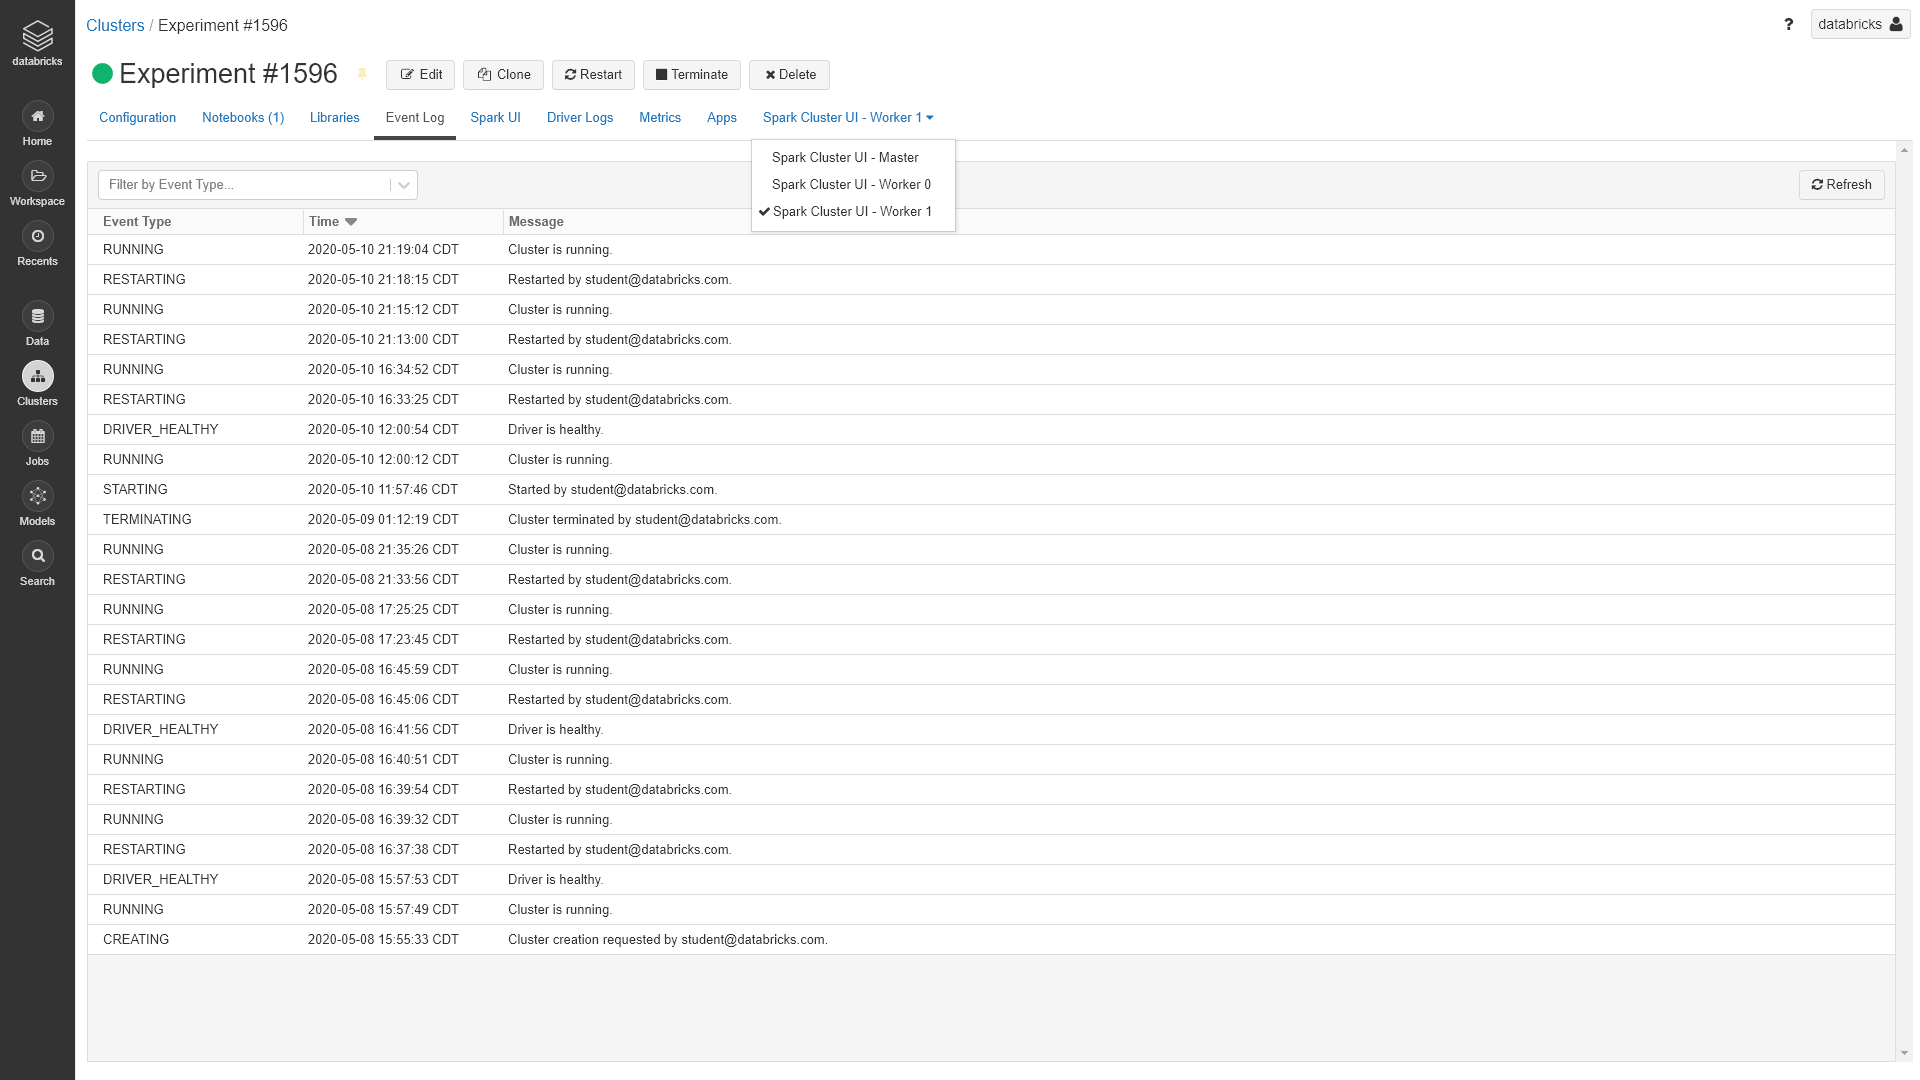 Clusters / Experiment #1596
? databricks
databricks
Experiment #1596 Edit Clone Restart Terminate Delete
Configuration Notebooks (1) Libraries Event Log Spark UI Driver Logs Metrics Apps Spark Cluster UI - Worker 1
Spark Cluster UI - Master
Spark Cluster UI - Worker 0
Spark Cluster UI - Worker 1
Home
Workspace
Recents
Data
Clusters
Jobs
Models
Search
Filter by Event Type... Refresh
Event Type Time Message
RUNNING 2020-05-10 21:19:04 CDT Cluster is running.
RESTARTING 2020-05-10 21:18:15 CDT Restarted by student@databricks.com.
RUNNING 2020-05-10 21:15:12 CDT Cluster is running.
RESTARTING 2020-05-10 21:13:00 CDT Restarted by student@databricks.com.
RUNNING 2020-05-10 16:34:52 CDT Cluster is running.
RESTARTING 2020-05-10 16:33:25 CDT Restarted by student@databricks.com.
DRIVER_HEALTHY 2020-05-10 12:00:54 CDT Driver is healthy.
RUNNING 2020-05-10 12:00:12 CDT Cluster is running.
STARTING 2020-05-10 11:57:46 CDT Started by student@databricks.com.
TERMINATING 2020-05-09 01:12:19 CDT Cluster terminated by student@databricks.com.
RUNNING 2020-05-08 21:35:26 CDT Cluster is running.
RESTARTING 2020-05-08 21:33:56 CDT Restarted by student@databricks.com.
RUNNING 2020-05-08 17:25:25 CDT Cluster is running.
RESTARTING 2020-05-08 17:23:45 CDT Restarted by student@databricks.com.
RUNNING 2020-05-08 16:45:59 CDT Cluster is running.
RESTARTING 2020-05-08 16:45:06 CDT Restarted by student@databricks.com.
DRIVER_HEALTHY 2020-05-08 16:41:56 CDT Driver is healthy.
RUNNING 2020-05-08 16:40:51 CDT Cluster is running.
RESTARTING 2020-05-08 16:39:54 CDT Restarted by student@databricks.com.
RUNNING 2020-05-08 16:39:32 CDT Cluster is running.
RESTARTING 2020-05-08 16:37:38 CDT Restarted by student@databricks.com.
DRIVER_HEALTHY 2020-05-08 15:57:53 CDT Driver is healthy.
RUNNING 2020-05-08 15:57:49 CDT Cluster is running.
CREATING 2020-05-08 15:55:33 CDT Cluster creation requested by student@databricks.com.